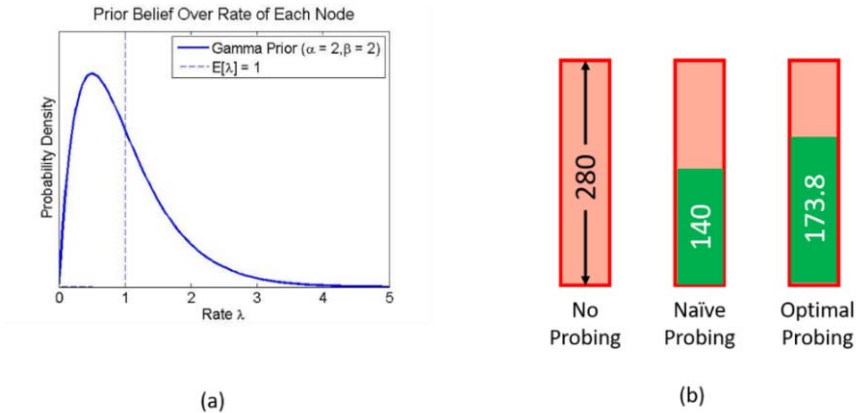 Prior Belief Over Rate of Each Node
Gamma Prior (α = 2,β = 2)
E[λ] = 1
Probability Density
0 1 2 3 4 5
Rate λ
(a)
280
140
173.8
No Probing
Naïve Probing
Optimal Probing
(b)